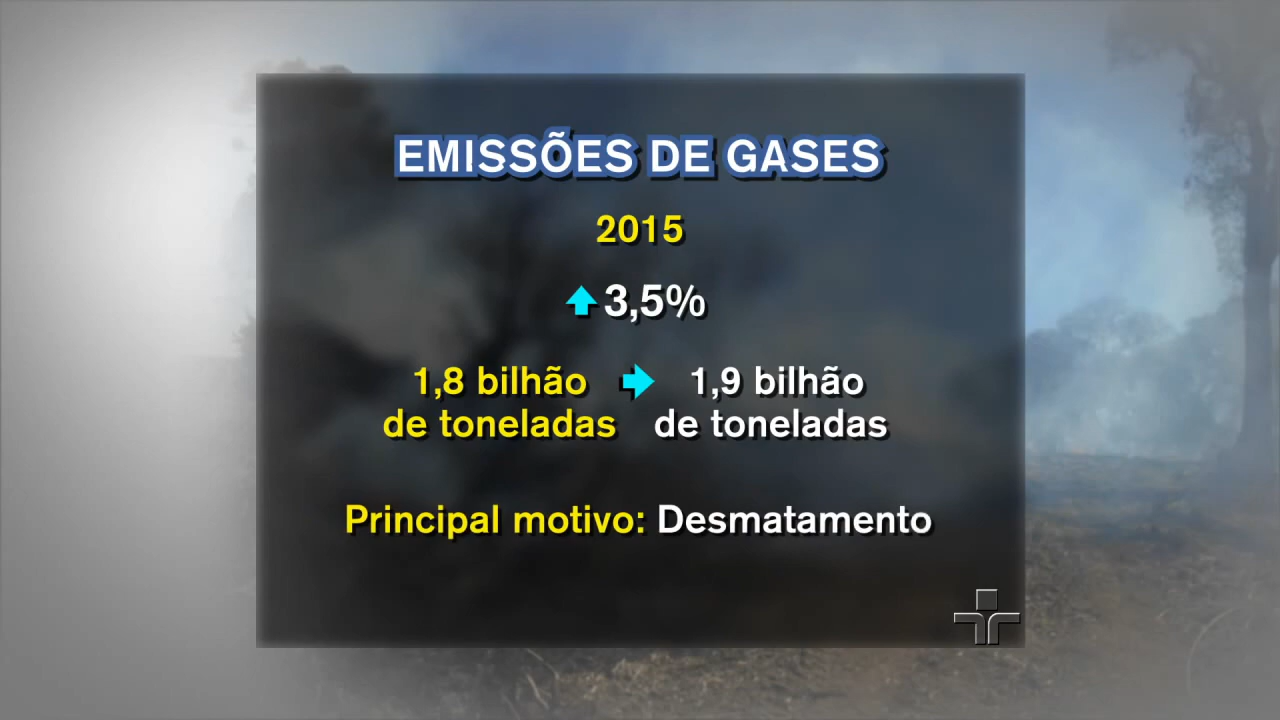 EMISSÕES DE GASES
2015
3,5%
1,8 bilhão 1,9 bilhão
de toneladas de toneladas
Principal motivo: Desmatamento